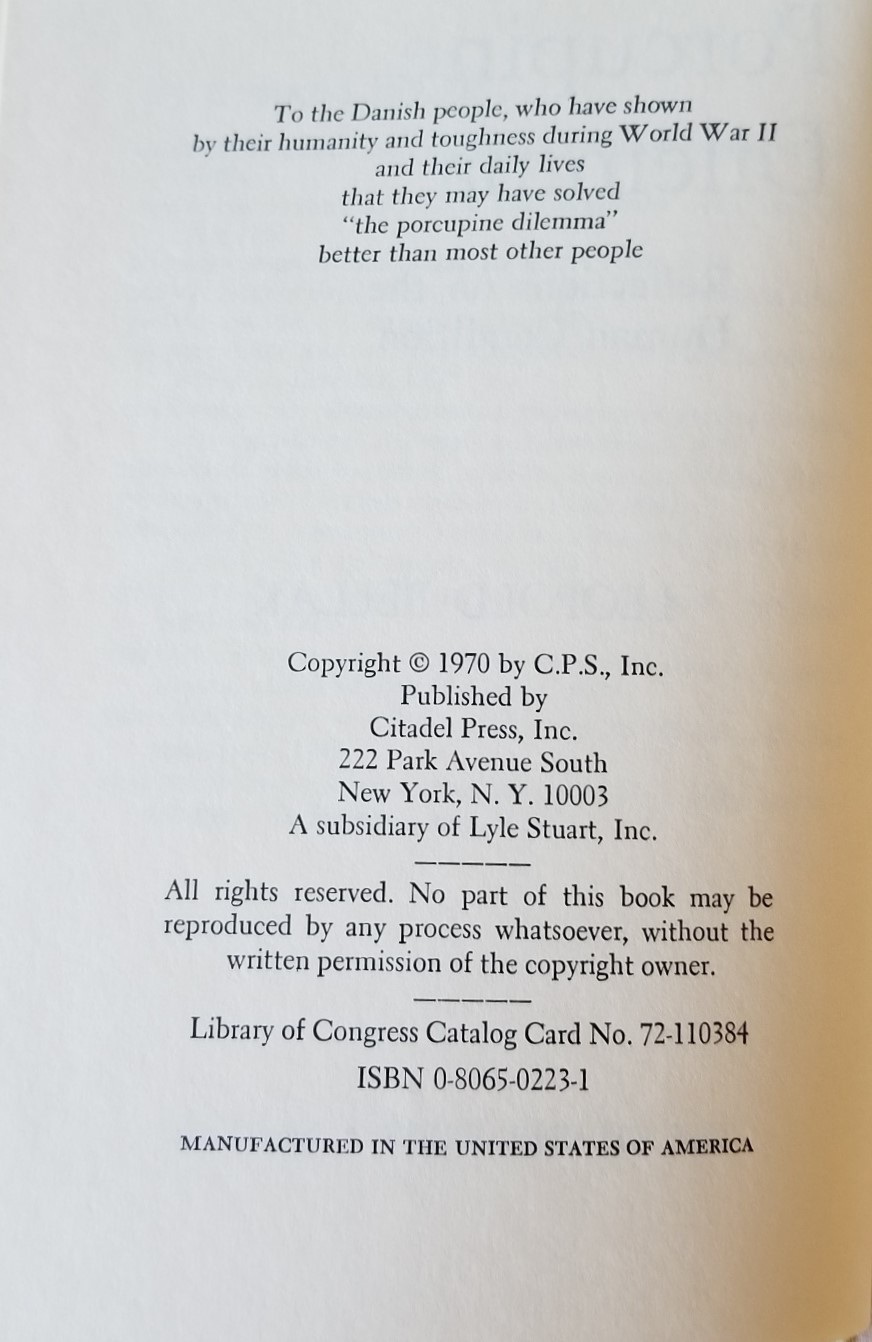 To the Danish people, who have shown
by their humanity and toughness during World War II
and their daily lives
that they may have solved
“the porcupine dilemma”
better than most other people
Copyright © 1970 by C.P.S., Inc.
Published by
Citadel Press, Inc.
222 Park Avenue South
New York, N. Y. 10003
A subsidiary of Lyle Stuart, Inc.
—————
All rights reserved. No part of this book may be
reproduced by any process whatsoever, without the
written permission of the copyright owner.
—————
Library of Congress Catalog Card No. 72-110384
ISBN 0-8065-0223-1
MANUFACTURED IN THE UNITED STATES OF AMERICA